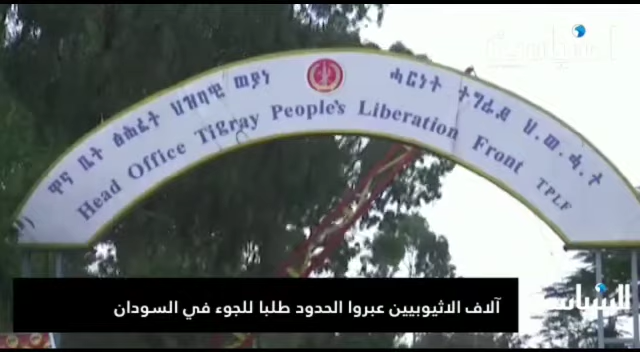 ዋና ቤት ፅሕፈት ህዝባዊ ወያነ ሓርነት ትግራይ ህ.ወ.ሓ.ት
Head Office Tigray People's Liberation Front TPLF
آلاف الاثيوبيين عبروا الحدود طلبا للجوء في السودان